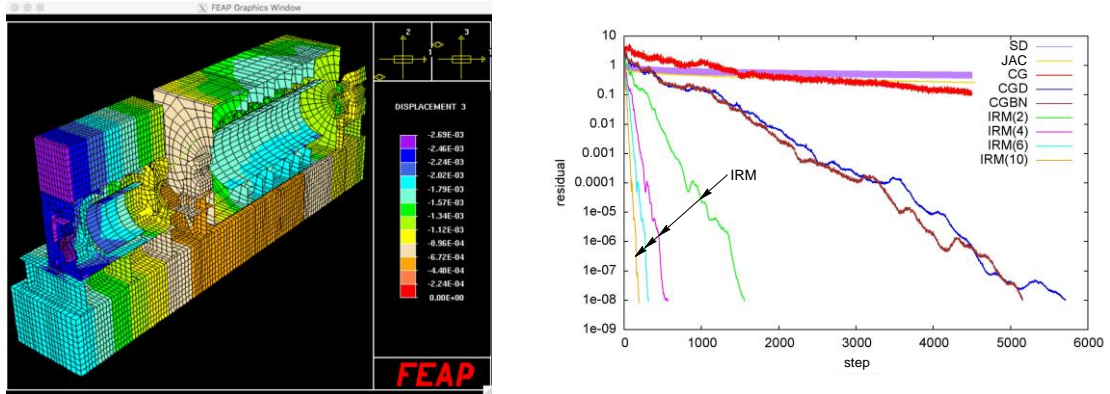 FEAP Graphics Window
2
3
1
DISPLACEMENT 3
-2.69E-03
-2.46E-03
-2.24E-03
-2.02E-03
-1.79E-03
-1.57E-03
-1.34E-03
-1.12E-03
-8.96E-04
-6.72E-04
-4.48E-04
-2.24E-04
0.00E+00
FEAP
10
1
0.1
0.01
0.001
0.0001
1e-05
1e-06
1e-07
1e-08
1e-09
residual
SD
JAC
CG
CGD
CGBN
IRM(2)
IRM(4)
IRM(6)
IRM(10)
IRM
0 1000 2000 3000 4000 5000 6000
step